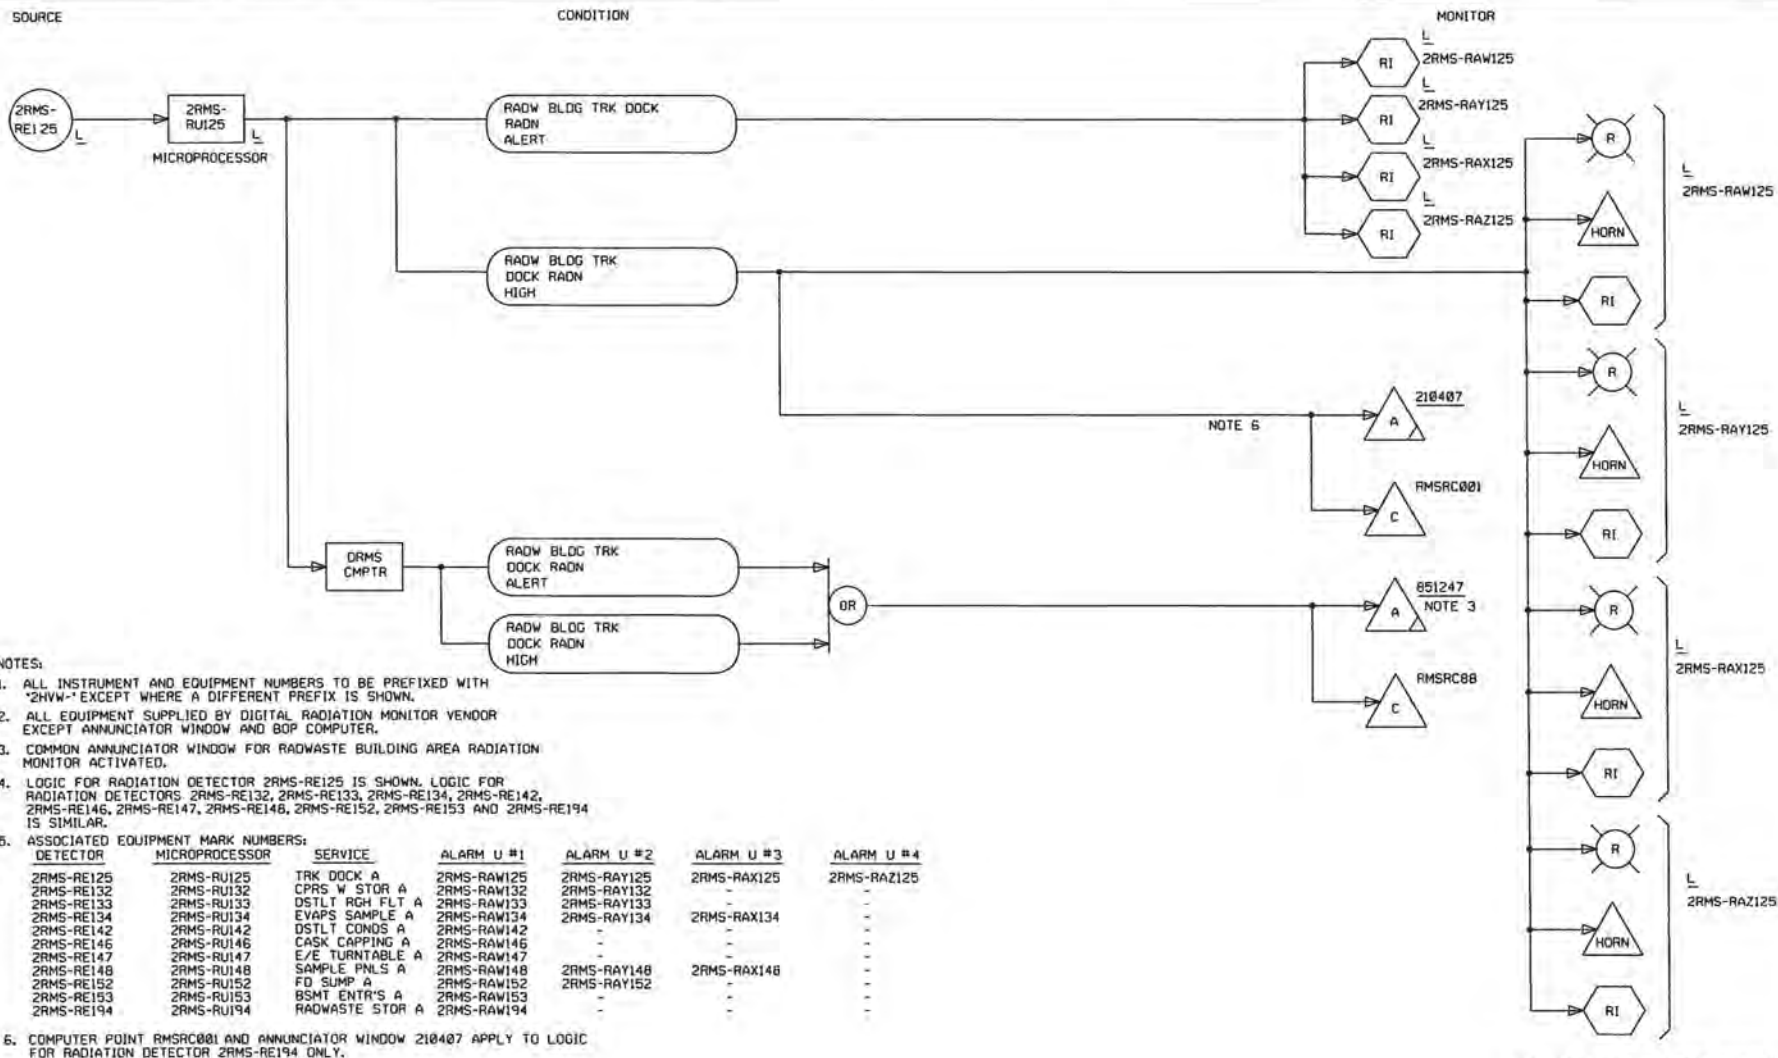 SOURCE
CONDITION
MONITOR
2RMS-
RE125
L
2RMS-
RU125
L
MICROPROCESSOR
RADW BLDG TRK DOCK
RADN
ALERT
RI
L
2RMS-RAW125
RI
L
2RMS-RAY125
RI
L
2RMS-RAX125
RI
L
2RMS-RAZ125
RADW BLDG TRK
DOCK RADN
HIGH
NOTE 6
A
210407
C
RMSRC001
DRMS
CMPTR
RADW BLDG TRK
DOCK RADN
ALERT
RADW BLDG TRK
DOCK RADN
HIGH
OR
A
851247
NOTE 3
C
RMSRC88
R
HORN
RI
L
2RMS-RAW125
R
HORN
RI
L
2RMS-RAY125
R
HORN
RI
L
2RMS-RAX125
R
HORN
RI
L
2RMS-RAZ125
NOTES:
1. ALL INSTRUMENT AND EQUIPMENT NUMBERS TO BE PREFIXED WITH
"2HVW-" EXCEPT WHERE A DIFFERENT PREFIX IS SHOWN.
2. ALL EQUIPMENT SUPPLIED BY DIGITAL RADIATION MONITOR VENDOR
EXCEPT ANNUNCIATOR WINDOW AND BOP COMPUTER.
3. COMMON ANNUNCIATOR WINDOW FOR RADWASTE BUILDING AREA RADIATION
MONITOR ACTIVATED.
4. LOGIC FOR RADIATION DETECTOR 2RMS-RE125 IS SHOWN. LOGIC FOR
RADIATION DETECTORS 2RMS-RE132, 2RMS-RE133, 2RMS-RE134, 2RMS-RE142,
2RMS-RE146, 2RMS-RE147, 2RMS-RE148, 2RMS-RE152, 2RMS-RE153 AND 2RMS-RE194
IS SIMILAR.
5. ASSOCIATED EQUIPMENT MARK NUMBERS:
DETECTOR MICROPROCESSOR SERVICE ALARM U #1 ALARM U #2 ALARM U #3 ALARM U #4
2RMS-RE125 2RMS-RU125 TRK DOCK A 2RMS-RAW125 2RMS-RAY125 2RMS-RAX125 2RMS-RAZ125
2RMS-RE132 2RMS-RU132 CPRS W STOR A 2RMS-RAW132 2RMS-RAY132 - -
2RMS-RE133 2RMS-RU133 DSTLT RGH FLT A 2RMS-RAW133 2RMS-RAY133 - -
2RMS-RE134 2RMS-RU134 EVAPS SAMPLE A 2RMS-RAW134 2RMS-RAY134 2RMS-RAX134 -
2RMS-RE142 2RMS-RU142 DSTLT CONDS A 2RMS-RAW142 - - -
2RMS-RE146 2RMS-RU146 CASK CAPPING A 2RMS-RAW146 - - -
2RMS-RE147 2RMS-RU147 E/E TURNTABLE A 2RMS-RAW147 - - -
2RMS-RE148 2RMS-RU148 SAMPLE PNLS A 2RMS-RAW148 2RMS-RAY148 2RMS-RAX148 -
2RMS-RE152 2RMS-RU152 FD SUMP A 2RMS-RAW152 2RMS-RAY152 - -
2RMS-RE153 2RMS-RU153 BSMT ENTR'S A 2RMS-RAW153 - - -
2RMS-RE194 2RMS-RU194 RADWASTE STOR A 2RMS-RAW194 - - -
6. COMPUTER POINT RMSRC001 AND ANNUNCIATOR WINDOW 210407 APPLY TO LOGIC
FOR RADIATION DETECTOR 2RMS-RE194 ONLY.